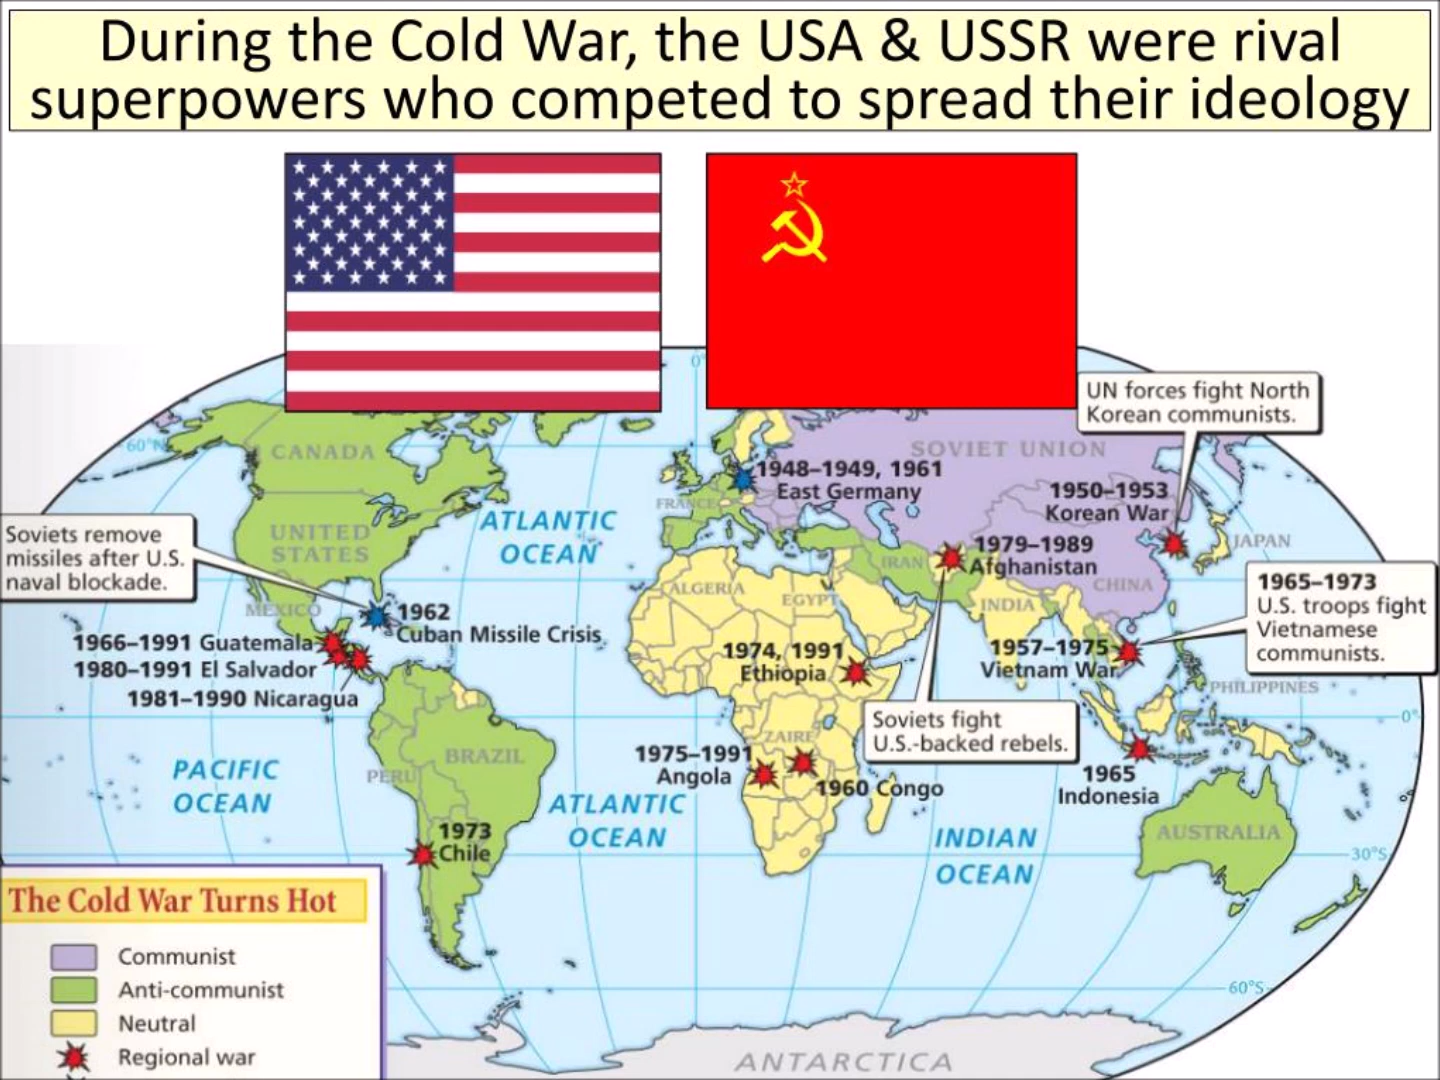 During the Cold War, the USA & USSR were rival
superpowers who competed to spread their ideology
0°
UN forces fight North
Korean communists.
60°N
CANADA
SOVIET UNION
1948–1949, 1961
East Germany
FRANCE
1950–1953
Korean War
ATLANTIC
OCEAN
UNITED
STATES
Soviets remove
missiles after U.S.
naval blockade.
JAPAN
1979–1989
Afghanistan
IRAN
CHINA
ALGERIA
EGYPT
INDIA
1965–1973
U.S. troops fight
Vietnamese
communists.
MEXICO
1962
Cuban Missile Crisis
1966–1991 Guatemala
1980–1991 El Salvador
1981–1990 Nicaragua
1974, 1991
Ethiopia
1957–1975
Vietnam War
PHILIPPINES
Soviets fight
U.S.-backed rebels.
0°
ZAIRE
BRAZIL
PERU
PACIFIC
OCEAN
1975–1991
Angola
1960 Congo
1965
Indonesia
ATLANTIC
OCEAN
INDIAN
OCEAN
AUSTRALIA
1973
Chile
30°S
The Cold War Turns Hot
Communist
Anti-communist
Neutral
Regional war
60°S
ANTARCTICA